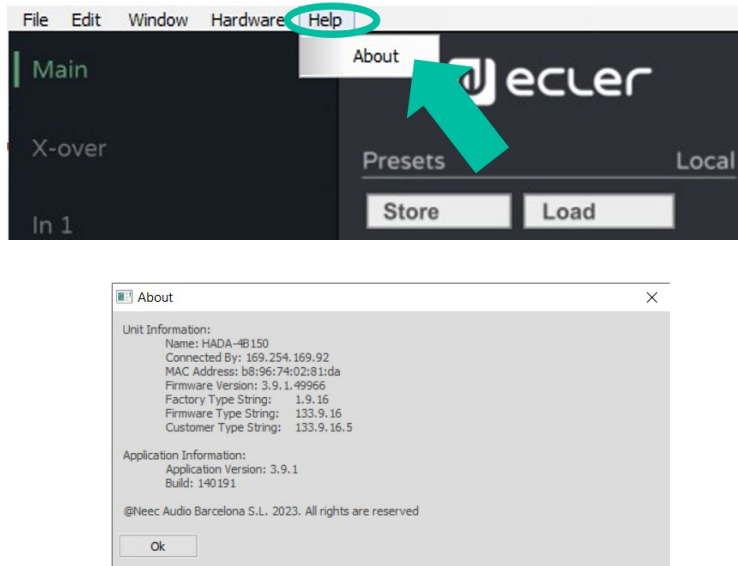 File Edit Window Hardware Help
About
Main
ecler
X-over
Presets Local
Store Load
In 1
About
Unit Information:
Name: HADA-4B150
Connected By: 169.254.169.92
MAC Address: b8:96:74:02:81:da
Firmware Version: 3.9.1.49966
Factory Type String: 1.9.16
Firmware Type String: 133.9.16
Customer Type String: 133.9.16.5
Application Information:
Application Version: 3.9.1
Build: 140191
@Neec Audio Barcelona S.L. 2023. All rights are reserved
Ok